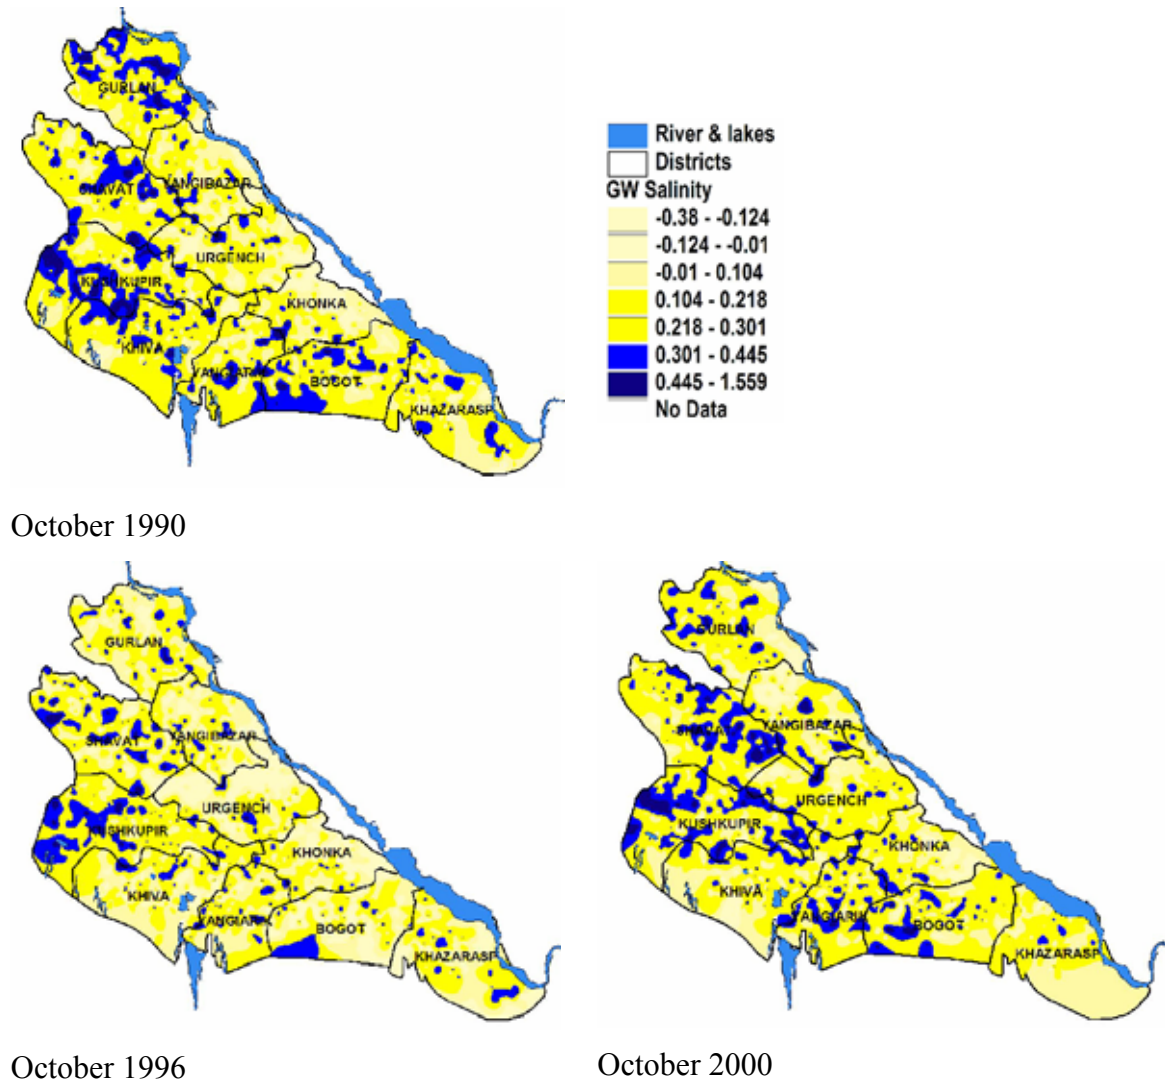 GURLAN
SHAVAT
YANGIBAZAR
URGENCH
KUSHKUPIR
KHONKA
KHIVA
YANGIARIK
BOGOT
KHAZARASP
River & lakes
Districts
GW Salinity
-0.38 - -0.124
-0.124 - -0.01
-0.01 - 0.104
0.104 - 0.218
0.218 - 0.301
0.301 - 0.445
0.445 - 1.559
No Data
October 1990
GURLAN
SHAVAT
YANGIBAZAR
URGENCH
KUSHKUPIR
KHONKA
KHIVA
YANGIARIK
BOGOT
KHAZARASP
October 1996
GURLAN
SHAVAT
YANGIBAZAR
URGENCH
KUSHKUPIR
KHONKA
KHIVA
YANGIARIK
BOGOT
KHAZARASP
October 2000